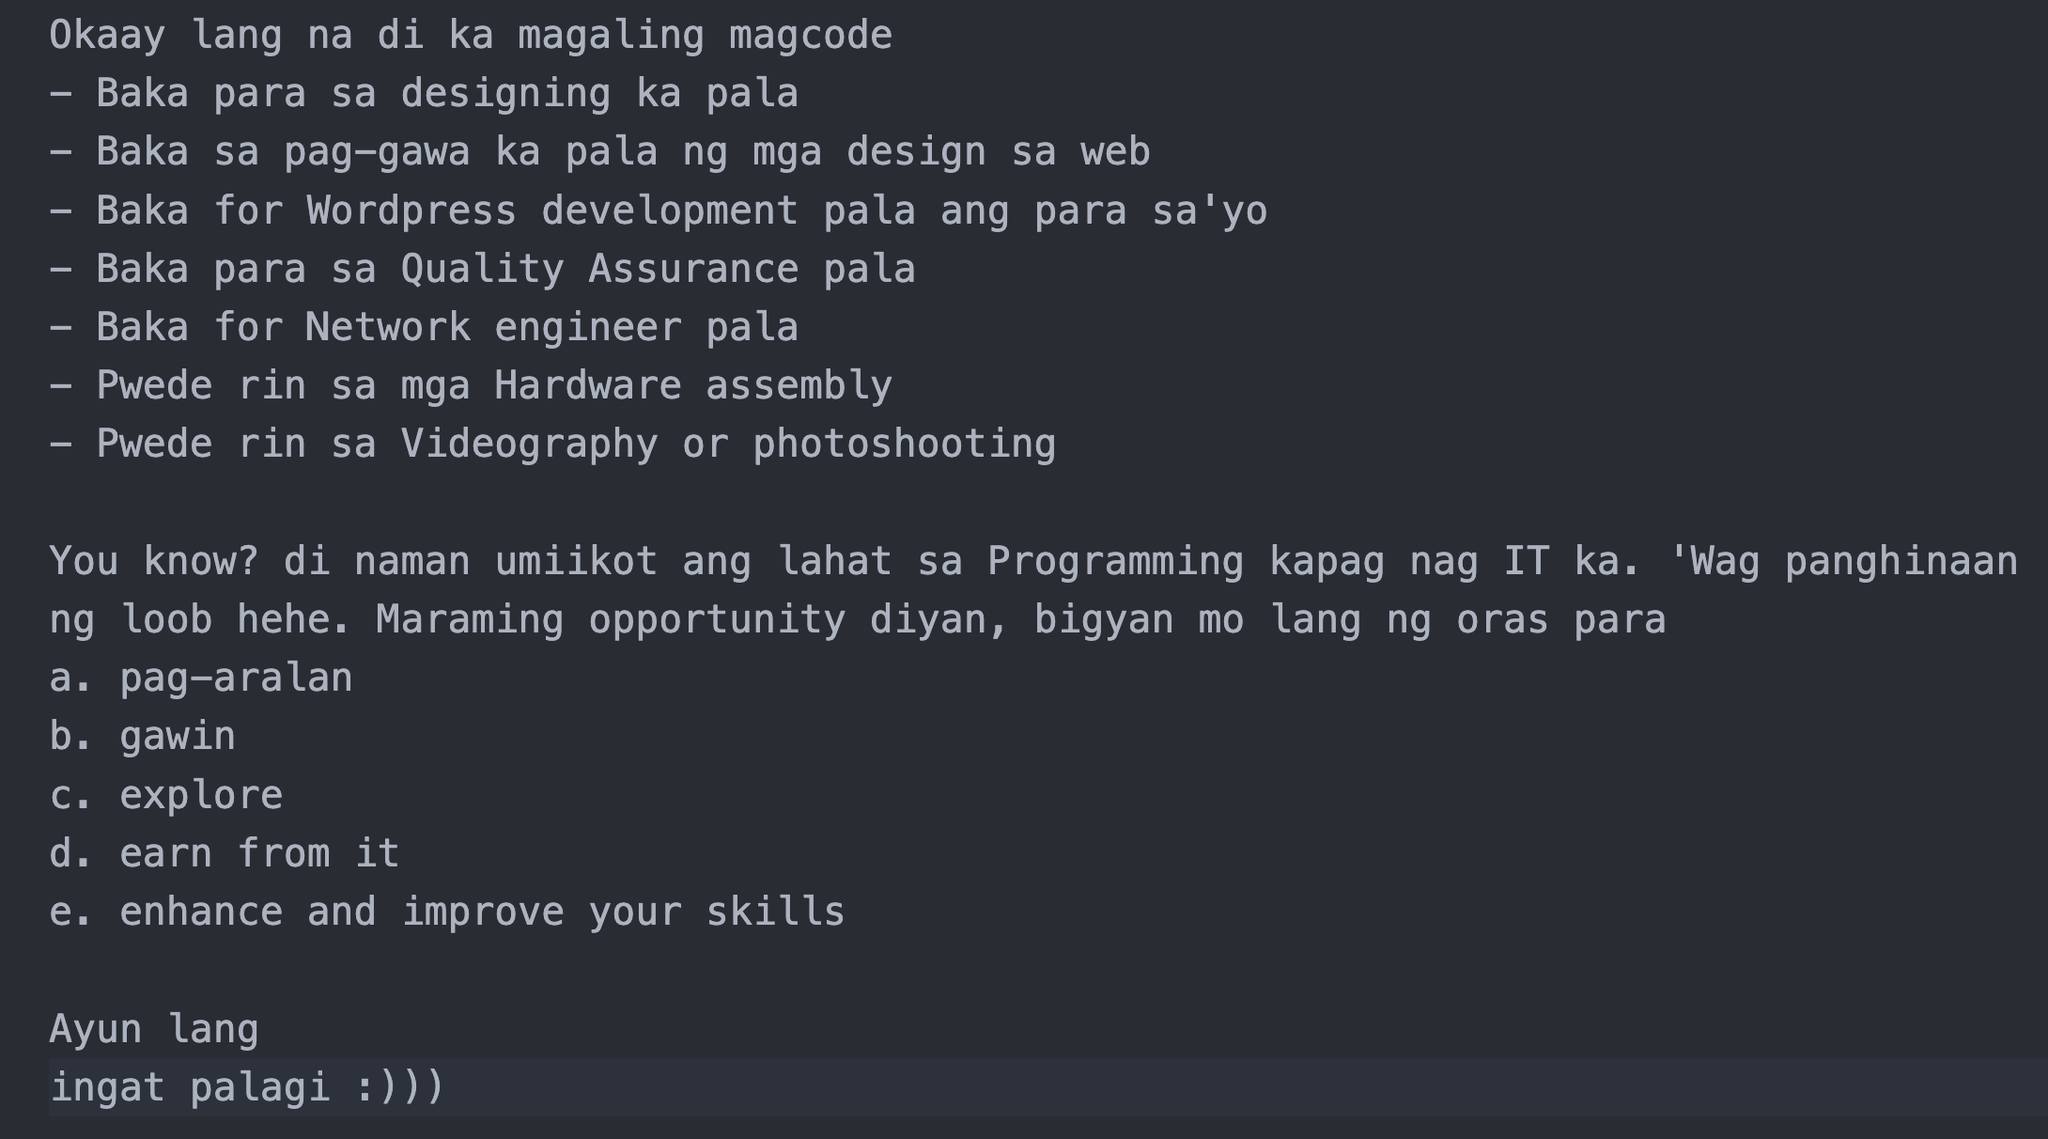 Okaay lang na di ka magaling magcode
- Baka para sa designing ka pala
- Baka sa pag-gawa ka pala ng mga design sa web
- Baka for Wordpress development pala ang para sa'yo
- Baka para sa Quality Assurance pala
- Baka for Network engineer pala
- Pwede rin sa mga Hardware assembly
- Pwede rin sa Videography or photoshooting
You know? di naman umiikot ang lahat sa Programming kapag nag IT ka. 'Wag panghinaan
ng loob hehe. Maraming opportunity diyan, bigyan mo lang ng oras para
a. pag-aralan
b. gawin
c. explore
d. earn from it
e. enhance and improve your skills
Ayun lang
ingat palagi :)))